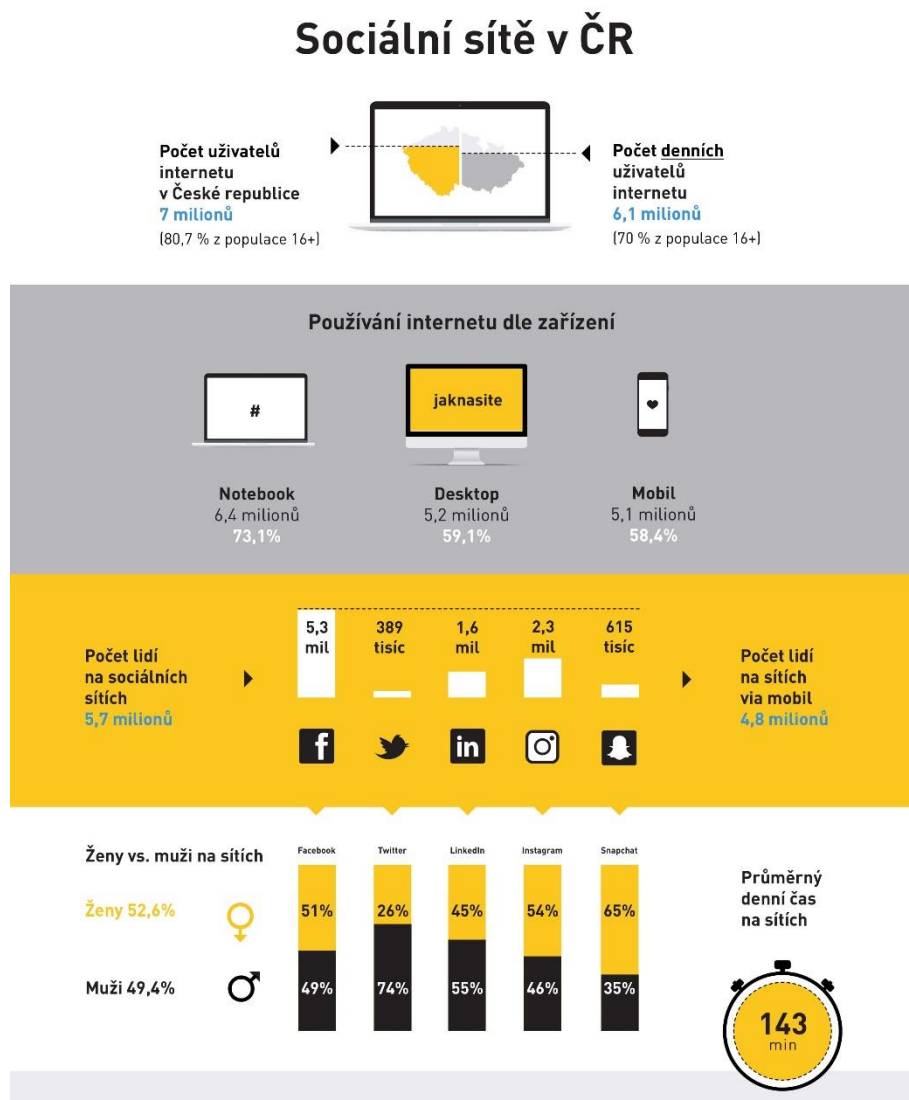 Sociální sítě v ČR
Počet uživatelů
internetu
v České republice
7 milionů
(80,7 % z populace 16+)
Počet denních
uživatelů
internetu
6,1 milionů
(70 % z populace 16+)
Používání internetu dle zařízení
#
jaknasite
Notebook
6,4 milionů
73,1%
Desktop
5,2 milionů
59,1%
Mobil
5,1 milionů
58,4%
Počet lidí
na sociálních
sítích
5,7 milionů
5,3
mil
389
tisíc
1,6
mil
2,3
mil
615
tisíc
f
in
Počet lidí
na sítích
via mobil
4,8 milionů
Ženy vs. muži na sítích
Ženy 52,6%
Muži 49,4%
Facebook Twitter LinkedIn Instagram Snapchat
51% 26% 45% 54% 65%
49% 74% 55% 46% 35%
Průměrný
denní čas
na sítích
143
min